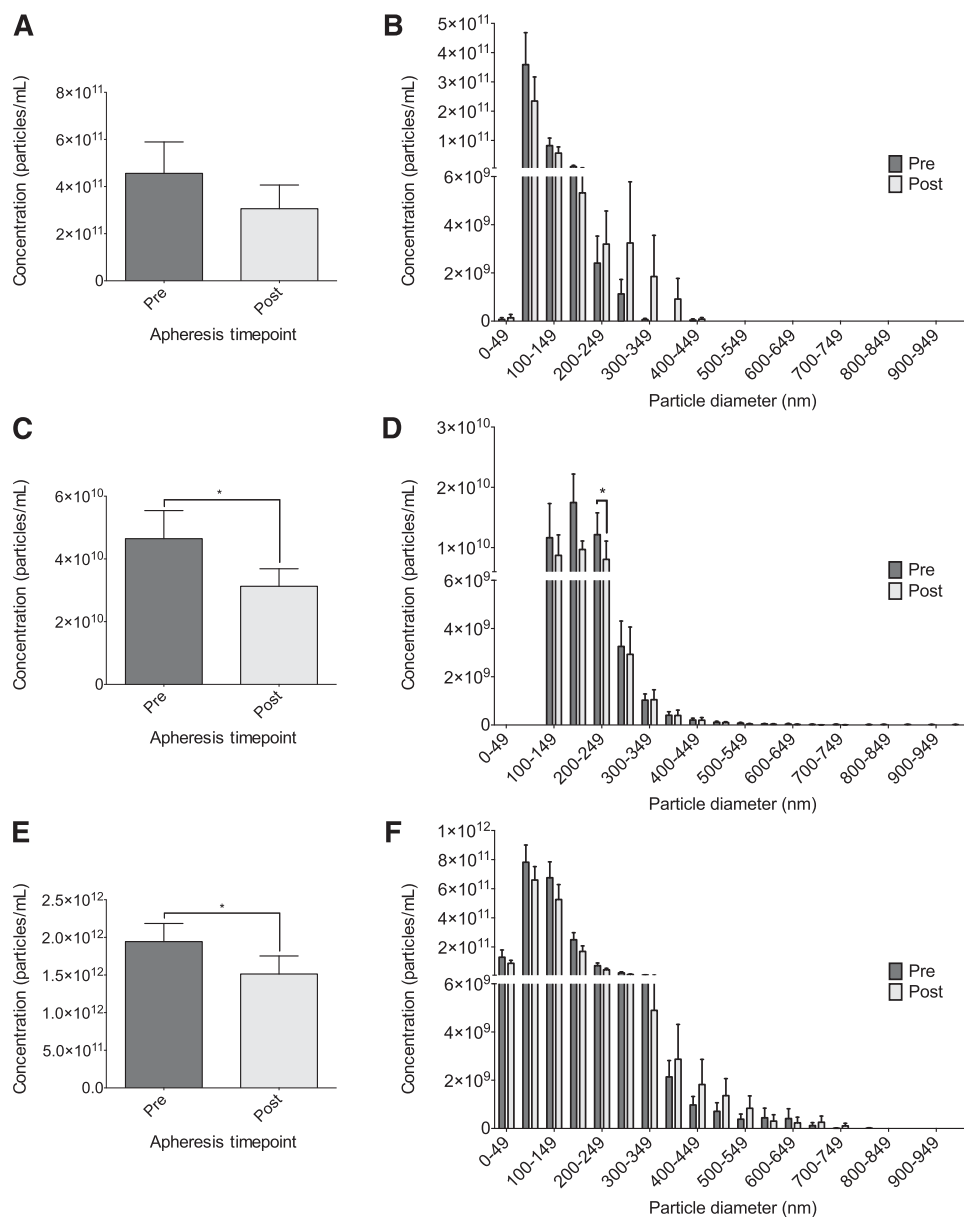 A
Concentration (particles/mL)
8×10¹¹
6×10¹¹
4×10¹¹
2×10¹¹
0
Pre
Post
Apheresis timepoint
B
Concentration (particles/mL)
5×10¹¹
4×10¹¹
3×10¹¹
2×10¹¹
1×10¹¹
6×10⁹
4×10⁹
2×10⁹
0
0-49
100-149
200-249
300-349
400-449
500-549
600-649
700-749
800-849
900-949
Particle diameter (nm)
Pre
Post
C
Concentration (particles/mL)
6×10¹⁰
4×10¹⁰
2×10¹⁰
0
*
Pre
Post
Apheresis timepoint
D
Concentration (particles/mL)
3×10¹⁰
2×10¹⁰
1×10¹⁰
6×10⁹
4×10⁹
2×10⁹
0
*
0-49
100-149
200-249
300-349
400-449
500-549
600-649
700-749
800-849
900-949
Particle diameter (nm)
Pre
Post
E
Concentration (particles/mL)
2.5×10¹²
2.0×10¹²
1.5×10¹²
1.0×10¹²
5.0×10¹¹
0.0
*
Pre
Post
Apheresis timepoint
F
Concentration (particles/mL)
1×10¹²
8×10¹¹
6×10¹¹
4×10¹¹
2×10¹¹
6×10⁹
4×10⁹
2×10⁹
0
0-49
100-149
200-249
300-349
400-449
500-549
600-649
700-749
800-849
900-949
Particle diameter (nm)
Pre
Post